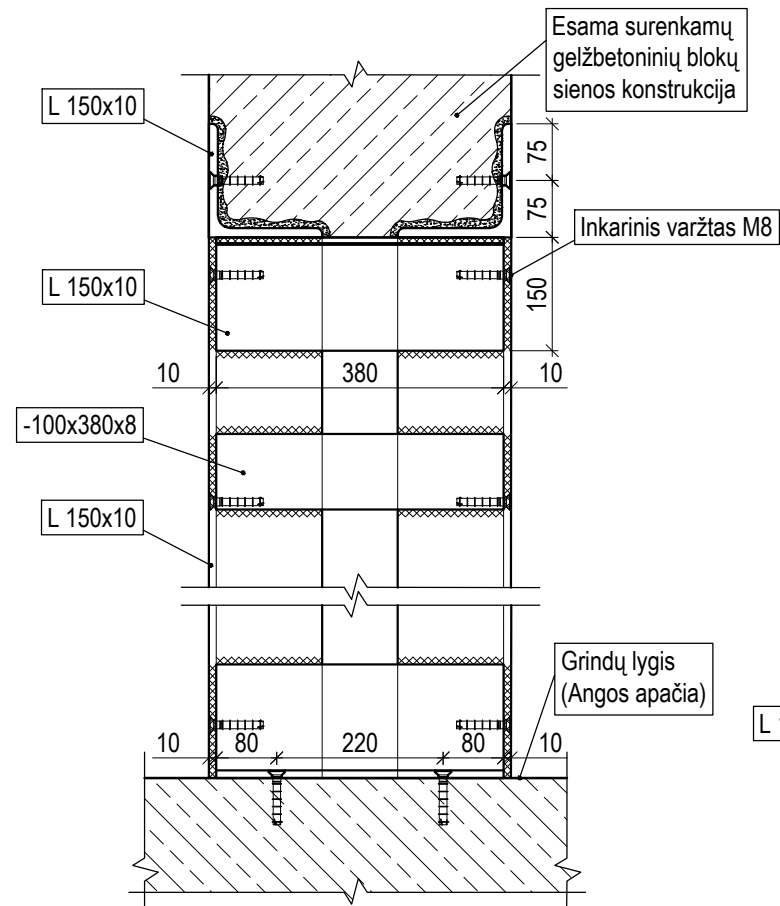 Esama surenkamų
gelžbetoninių blokų
sienos konstrukcija
L 150x10
75
75
Inkarinis varžtas M8
L 150x10
150
10
380
10
-100x380x8
L 150x10
Grindų lygis
(Angos apačia)
10
80
220
80
10
L